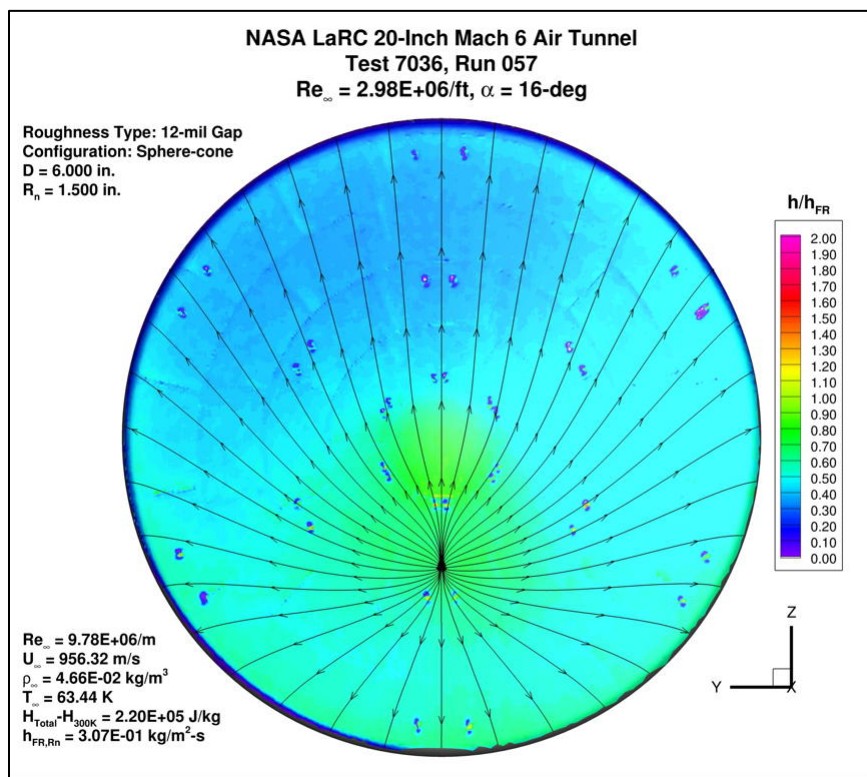 NASA LaRC 20-Inch Mach 6 Air Tunnel
Test 7036, Run 057
Re∞ = 2.98E+06/ft, α = 16-deg
Roughness Type: 12-mil Gap
Configuration: Sphere-cone
D = 6.000 in.
Rn = 1.500 in.
h/hFR
2.00
1.90
1.80
1.70
1.60
1.50
1.40
1.30
1.20
1.10
1.00
0.90
0.80
0.70
0.60
0.50
0.40
0.30
0.20
0.10
0.00
Re∞ = 9.78E+06/m
U∞ = 956.32 m/s
ρ∞ = 4.66E-02 kg/m³
T∞ = 63.44 K
HTotal-H300K = 2.20E+05 J/kg
hFR,Rn = 3.07E-01 kg/m²-s
Z
Y
X